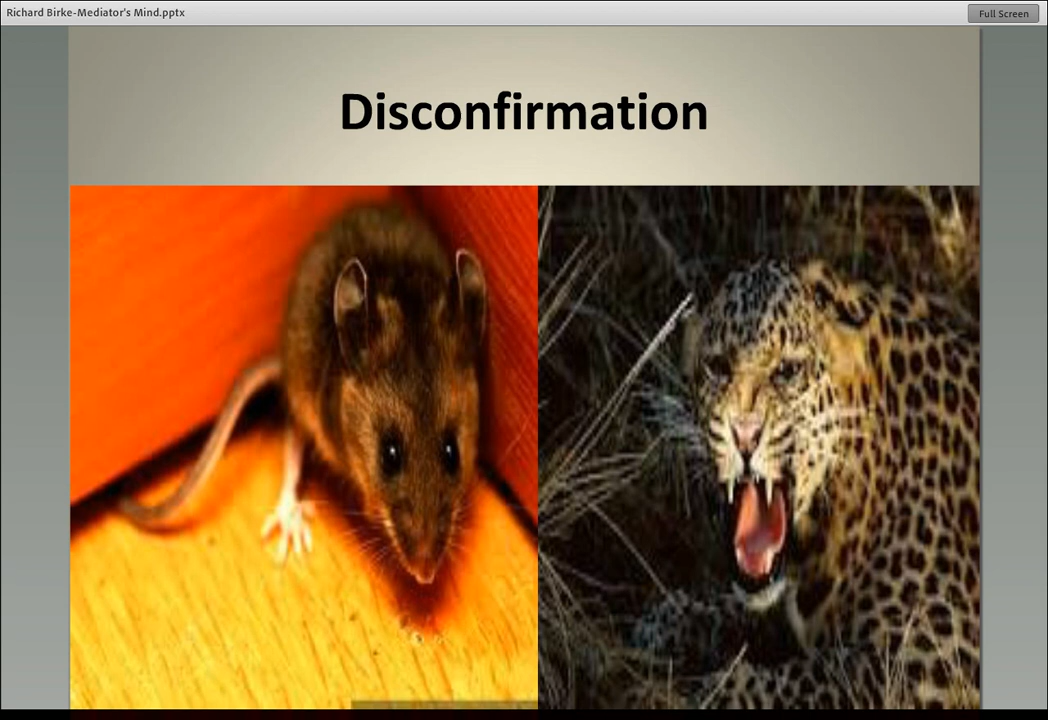 Richard Birke-Mediator's Mind.pptx
Full Screen
Disconfirmation